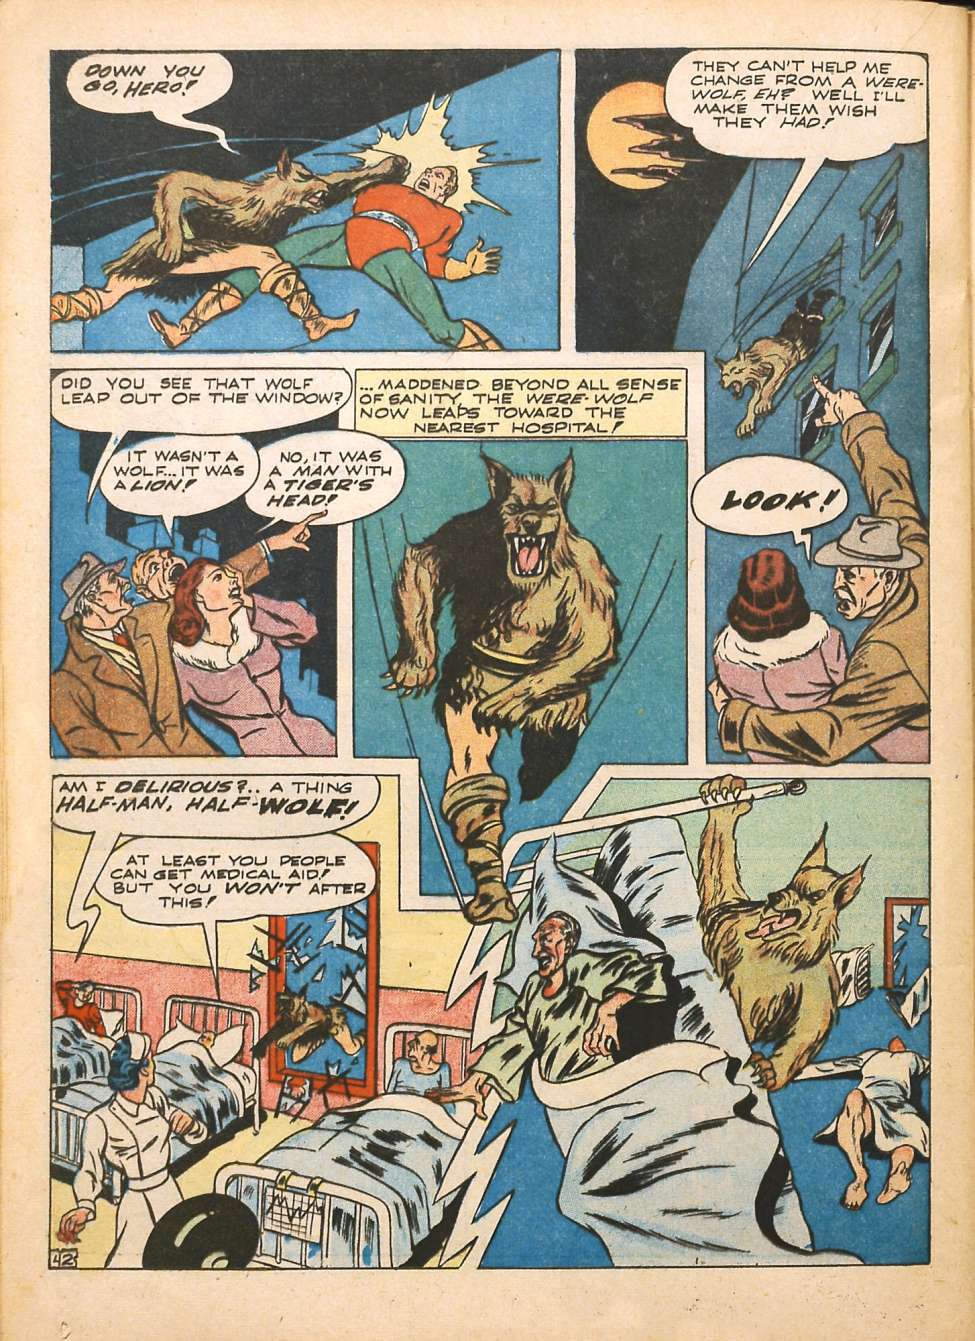 DOWN YOU
GO, HERO!
THEY CAN'T HELP ME
CHANGE FROM A WERE-
WOLF, EH? WELL I'LL
MAKE THEM WISH
THEY HAD!
DID YOU SEE THAT WOLF
LEAP OUT OF THE WINDOW?
IT WASN'T A
WOLF... IT WAS
A LION!
NO, IT WAS
A MAN WITH
A TIGER'S
HEAD!
... MADDENED BEYOND ALL SENSE
OF SANITY, THE WERE-WOLF
NOW LEAPS TOWARD THE
NEAREST HOSPITAL!
LOOK!
AM I DELIRIOUS?.. A THING
HALF-MAN, HALF-WOLF!
AT LEAST YOU PEOPLE
CAN GET MEDICAL AID!
BUT YOU WON'T AFTER
THIS!
42